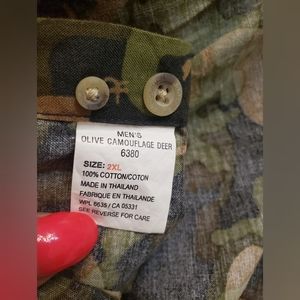 MEN'S
OLIVE CAMOUFLAGE DEER
6380
SIZE: 2XL
100% COTTON/COTON
MADE IN THAILAND
FABRIQUE EN THAILANDE
WPL 6635 / CA 05331
SEE REVERSE FOR CARE